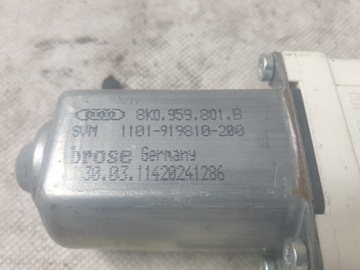 8K0.959.801.B
SVM 1101-919810-200
brose Germany
30.03.11420241286